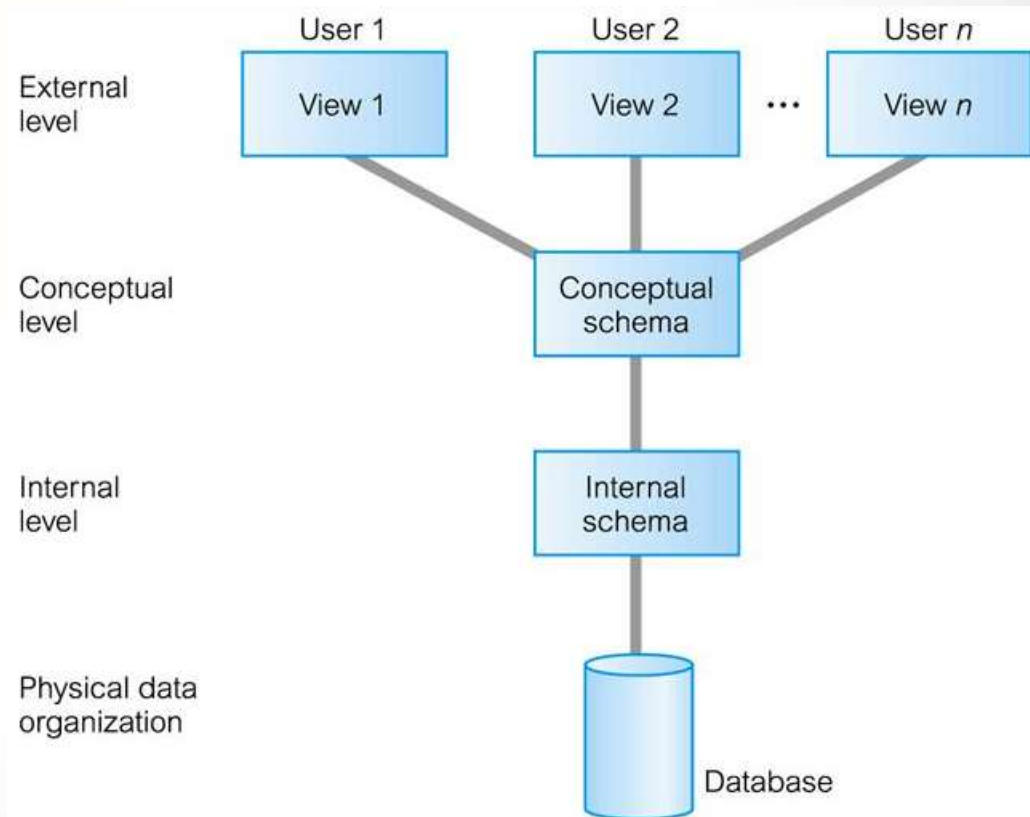 User 1
User 2
User n
External
level
View 1
View 2
...
View n
Conceptual
level
Conceptual
schema
Internal
level
Internal
schema
Physical data
organization
Database